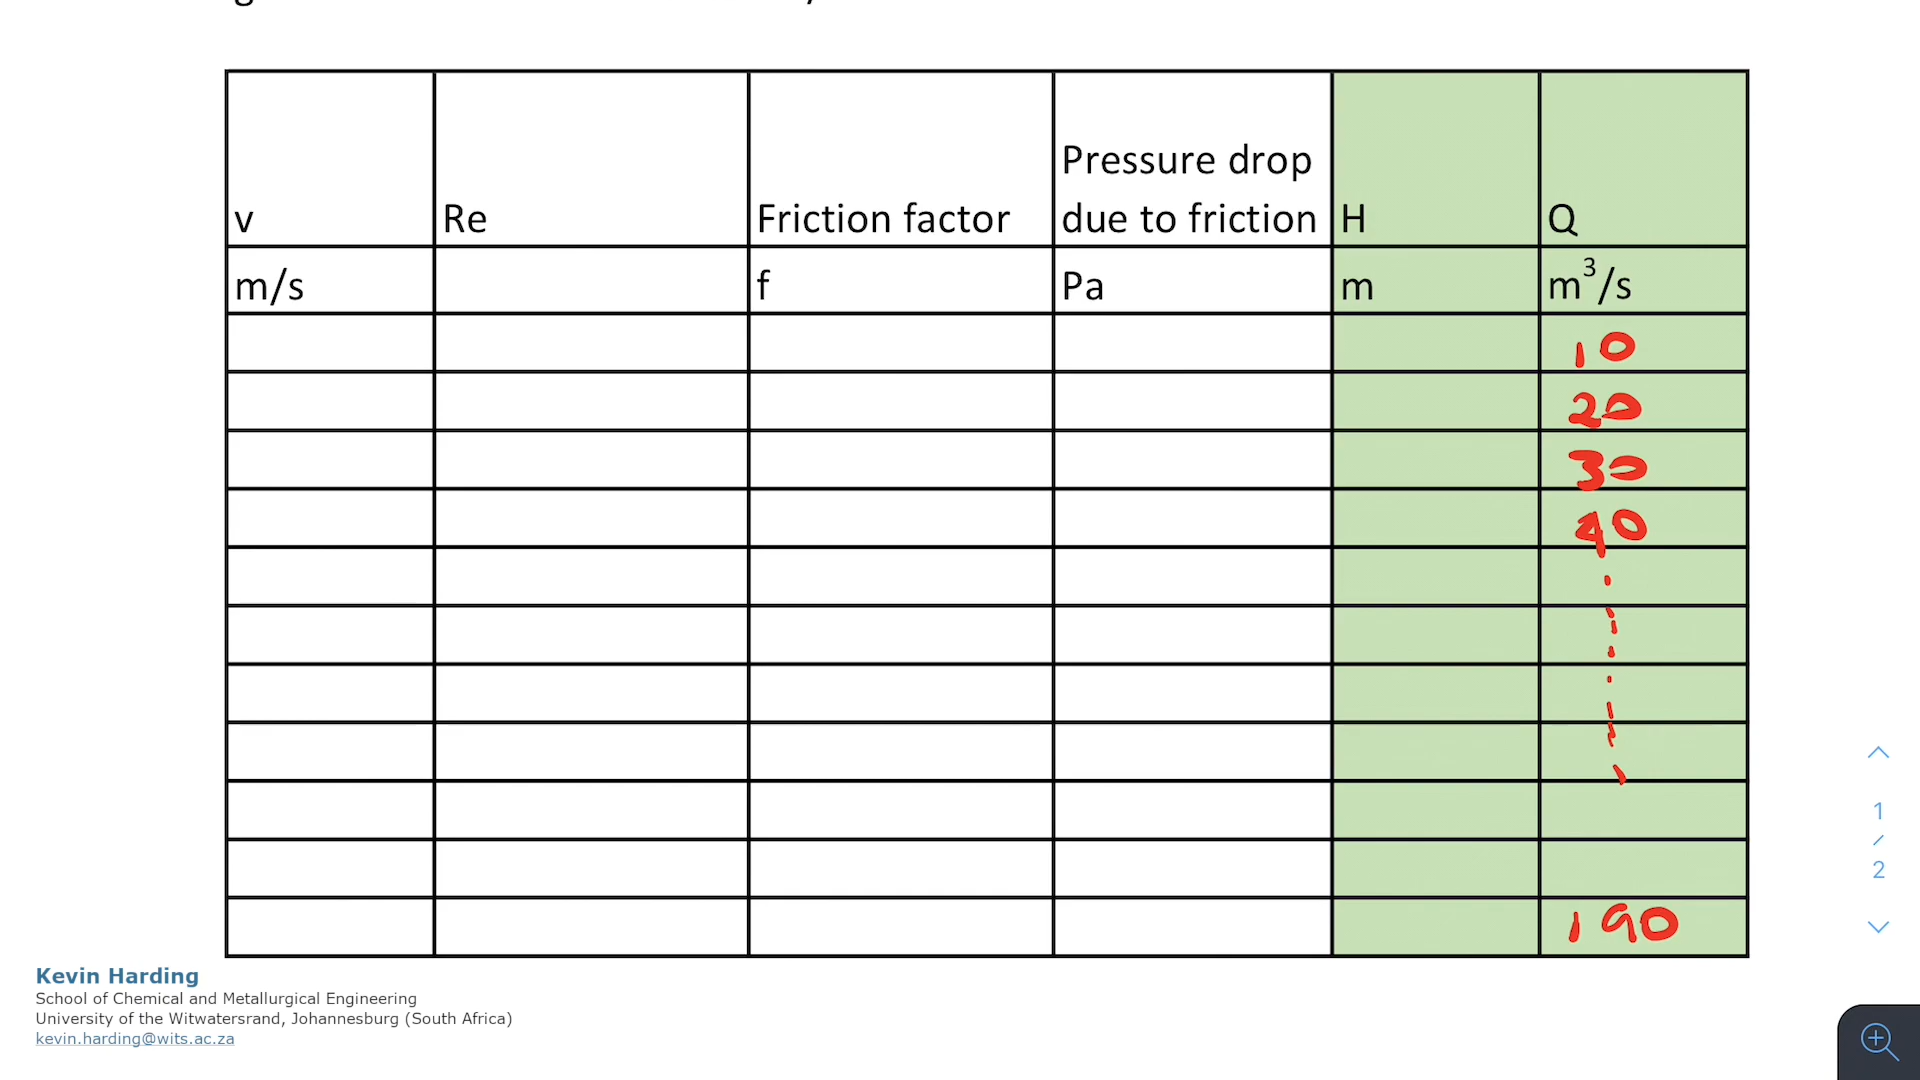 Pressure drop
v Re Friction factor due to friction H Q
m/s f Pa m m³/s
10
20
30
40
190
Kevin Harding
School of Chemical and Metallurgical Engineering
University of the Witwatersrand, Johannesburg (South Africa)
kevin.harding@wits.ac.za
1
/
2